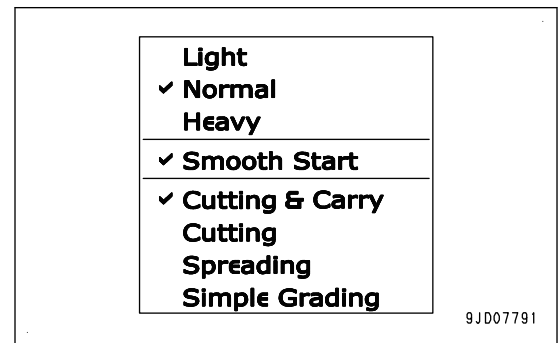 Light
✓ Normal
Heavy
✓ Smooth Start
✓ Cutting & Carry
Cutting
Spreading
Simple Grading
9JD07791